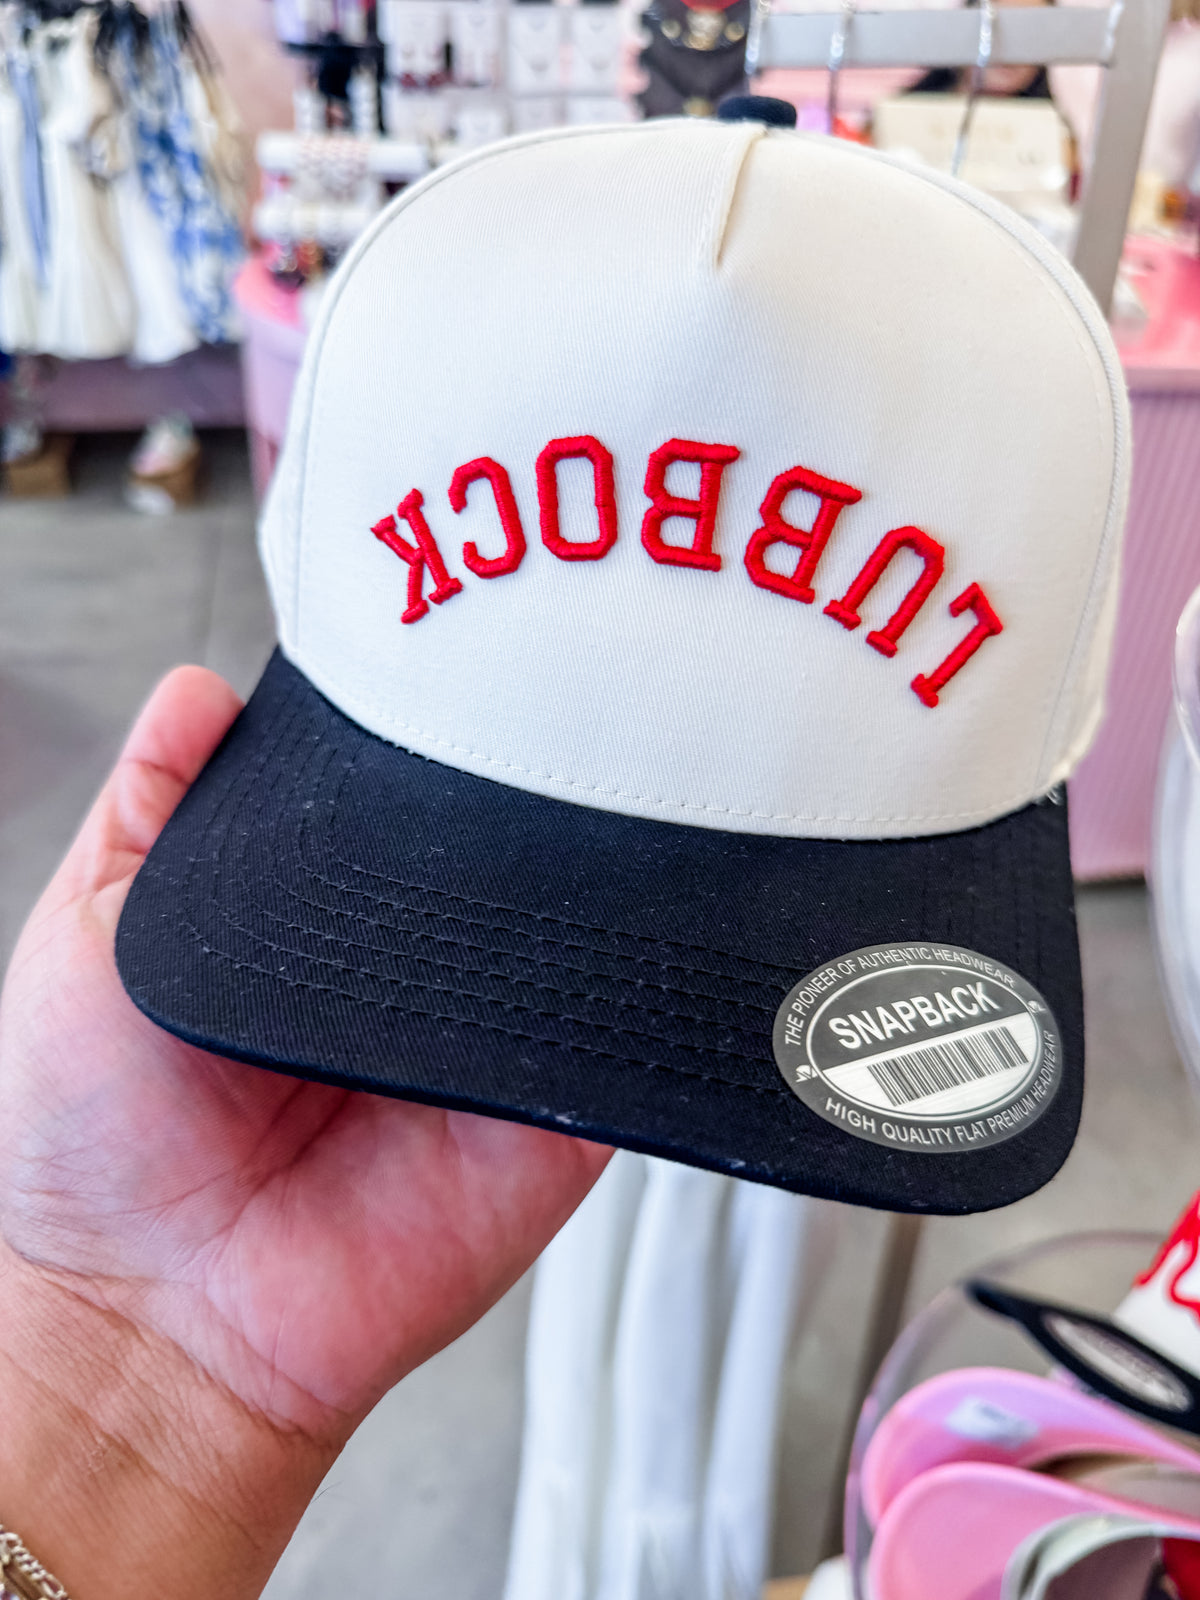 LUBBOCK
THE PIONEER OF AUTHENTIC HEADWEAR
SNAPBACK
HIGH QUALITY FLAT PREMIUM HEADWEAR